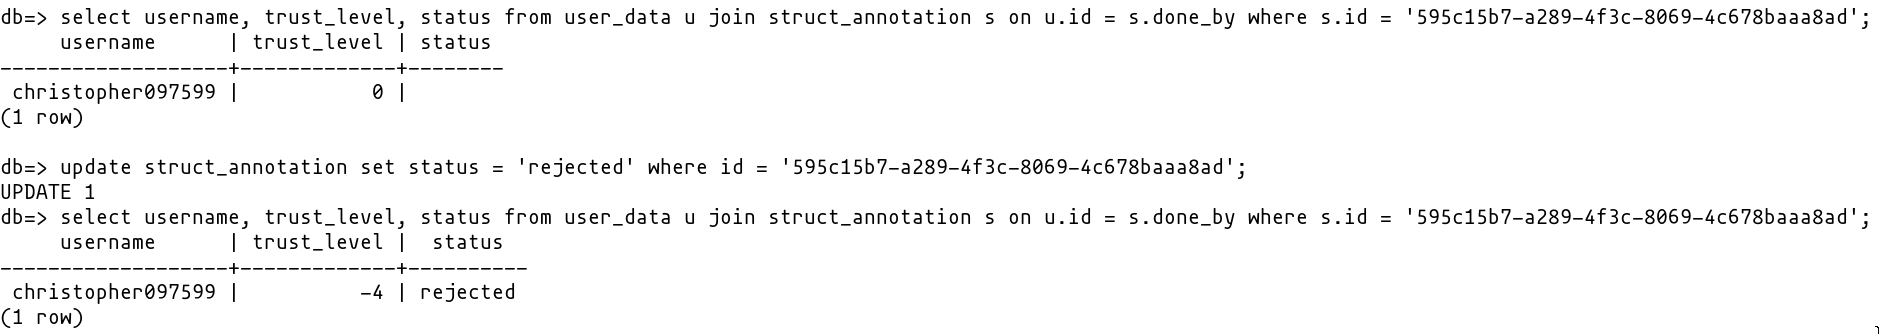 db=> select username, trust_level, status from user_data u join struct_annotation s on u.id = s.done_by where s.id = '595c15b7-a289-4f3c-8069-4c678baaa8ad';
     username      | trust_level | status
-------------------+-------------+--------
 christopher097599 |           0 |
(1 row)

db=> update struct_annotation set status = 'rejected' where id = '595c15b7-a289-4f3c-8069-4c678baaa8ad';
UPDATE 1
db=> select username, trust_level, status from user_data u join struct_annotation s on u.id = s.done_by where s.id = '595c15b7-a289-4f3c-8069-4c678baaa8ad';
     username      | trust_level |  status
-------------------+-------------+----------
 christopher097599 |          -4 | rejected
(1 row)